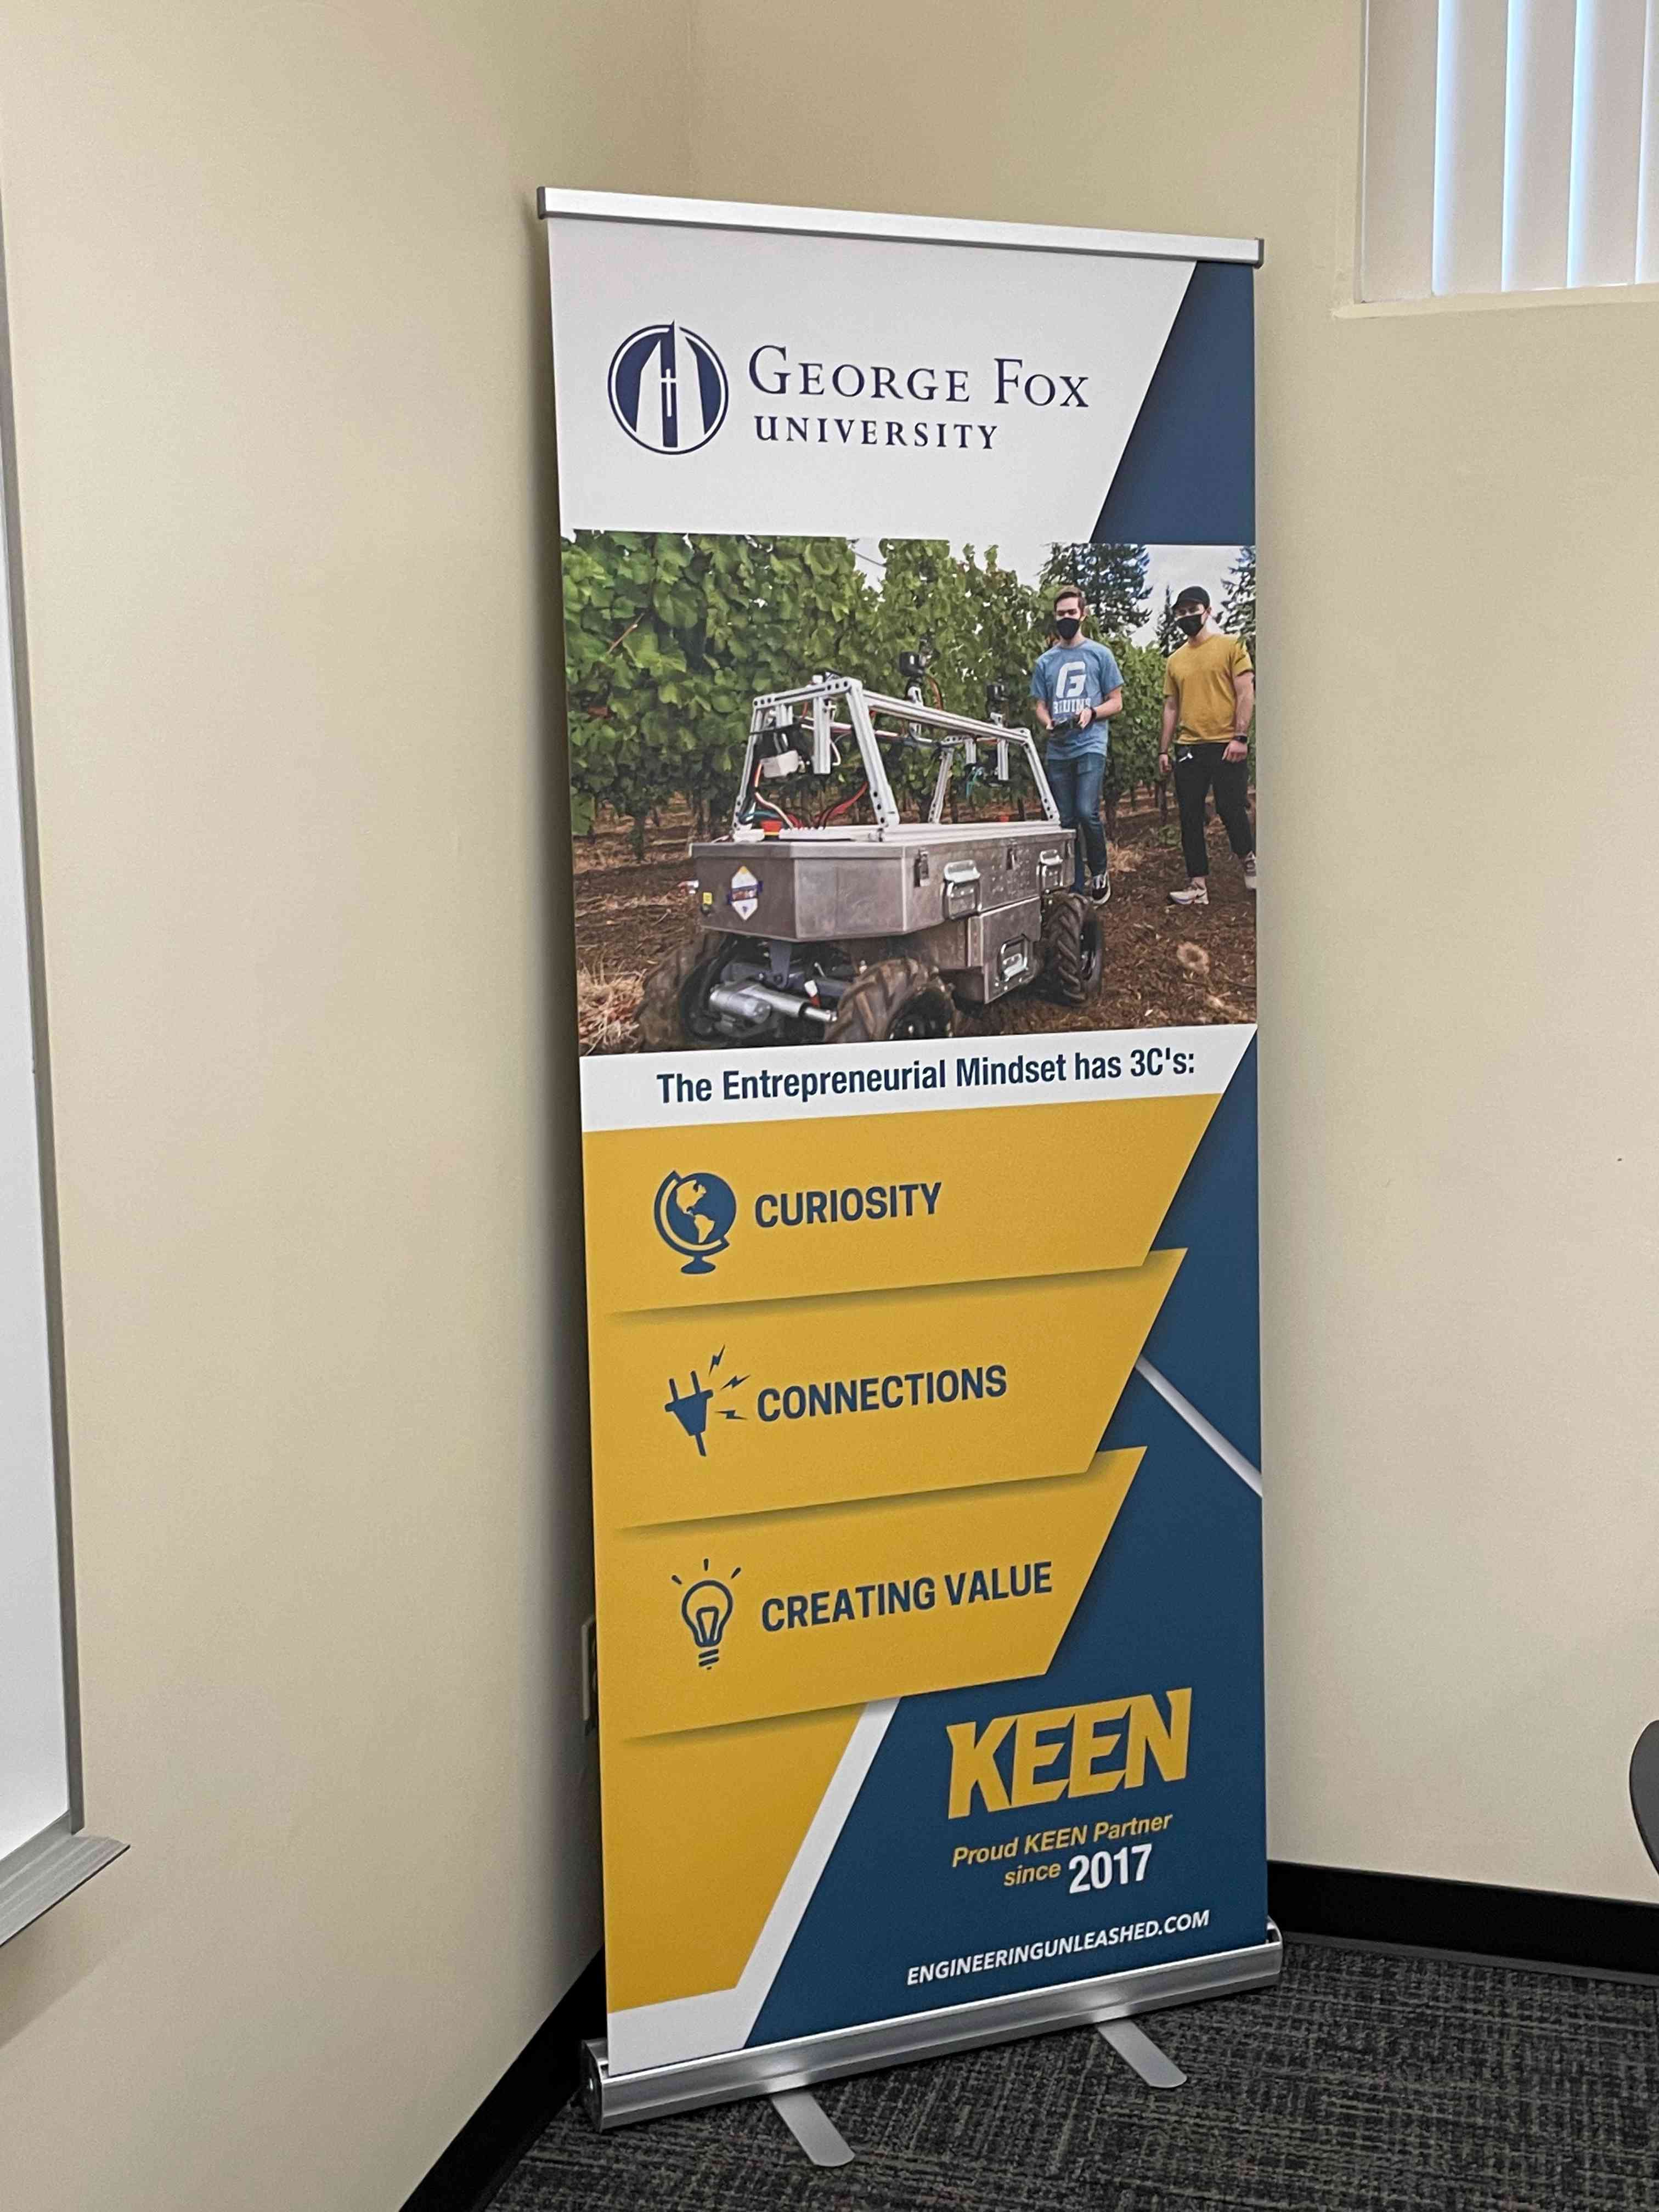 GEORGE FOX
UNIVERSITY
G
BRUINS
The Entrepreneurial Mindset has 3C's:
CURIOSITY
CONNECTIONS
CREATING VALUE
KEEN
Proud KEEN Partner
since 2017
ENGINEERINGUNLEASHED.COM